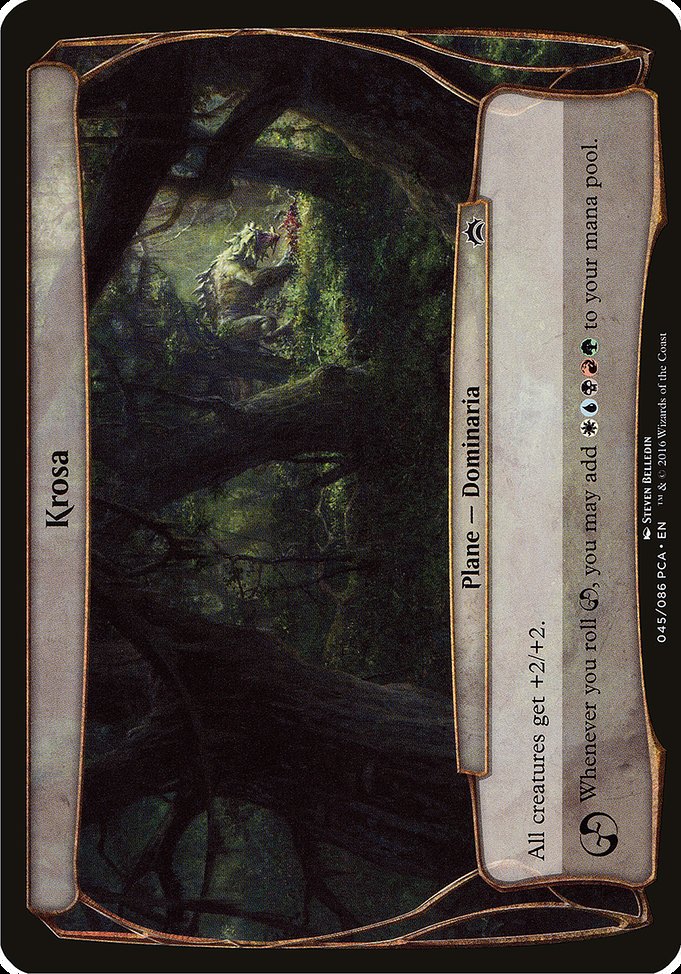 Krosa
Plane — Dominaria
All creatures get +2/+2.
Whenever you roll , you may add to your mana pool.
045/086 PCA • EN STEVEN BELLEDIN
™ & © 2016 Wizards of the Coast